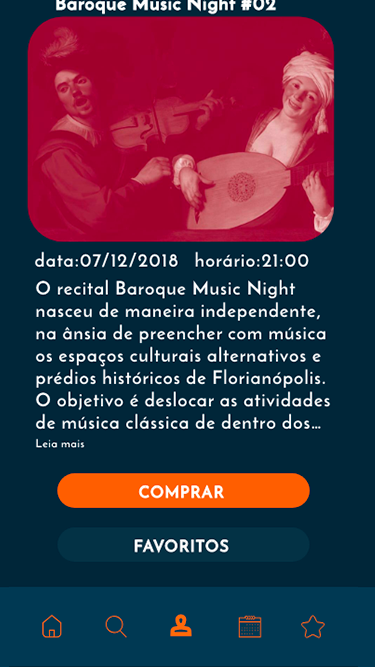 Baroque Music Night #02
data:07/12/2018 horário:21:00
O recital Baroque Music Night
nasceu de maneira independente,
na ânsia de preencher com música
os espaços culturais alternativos e
prédios históricos de Florianópolis.
O objetivo é deslocar as atividades
de música clássica de dentro dos...
Leia mais
COMPRAR
FAVORITOS